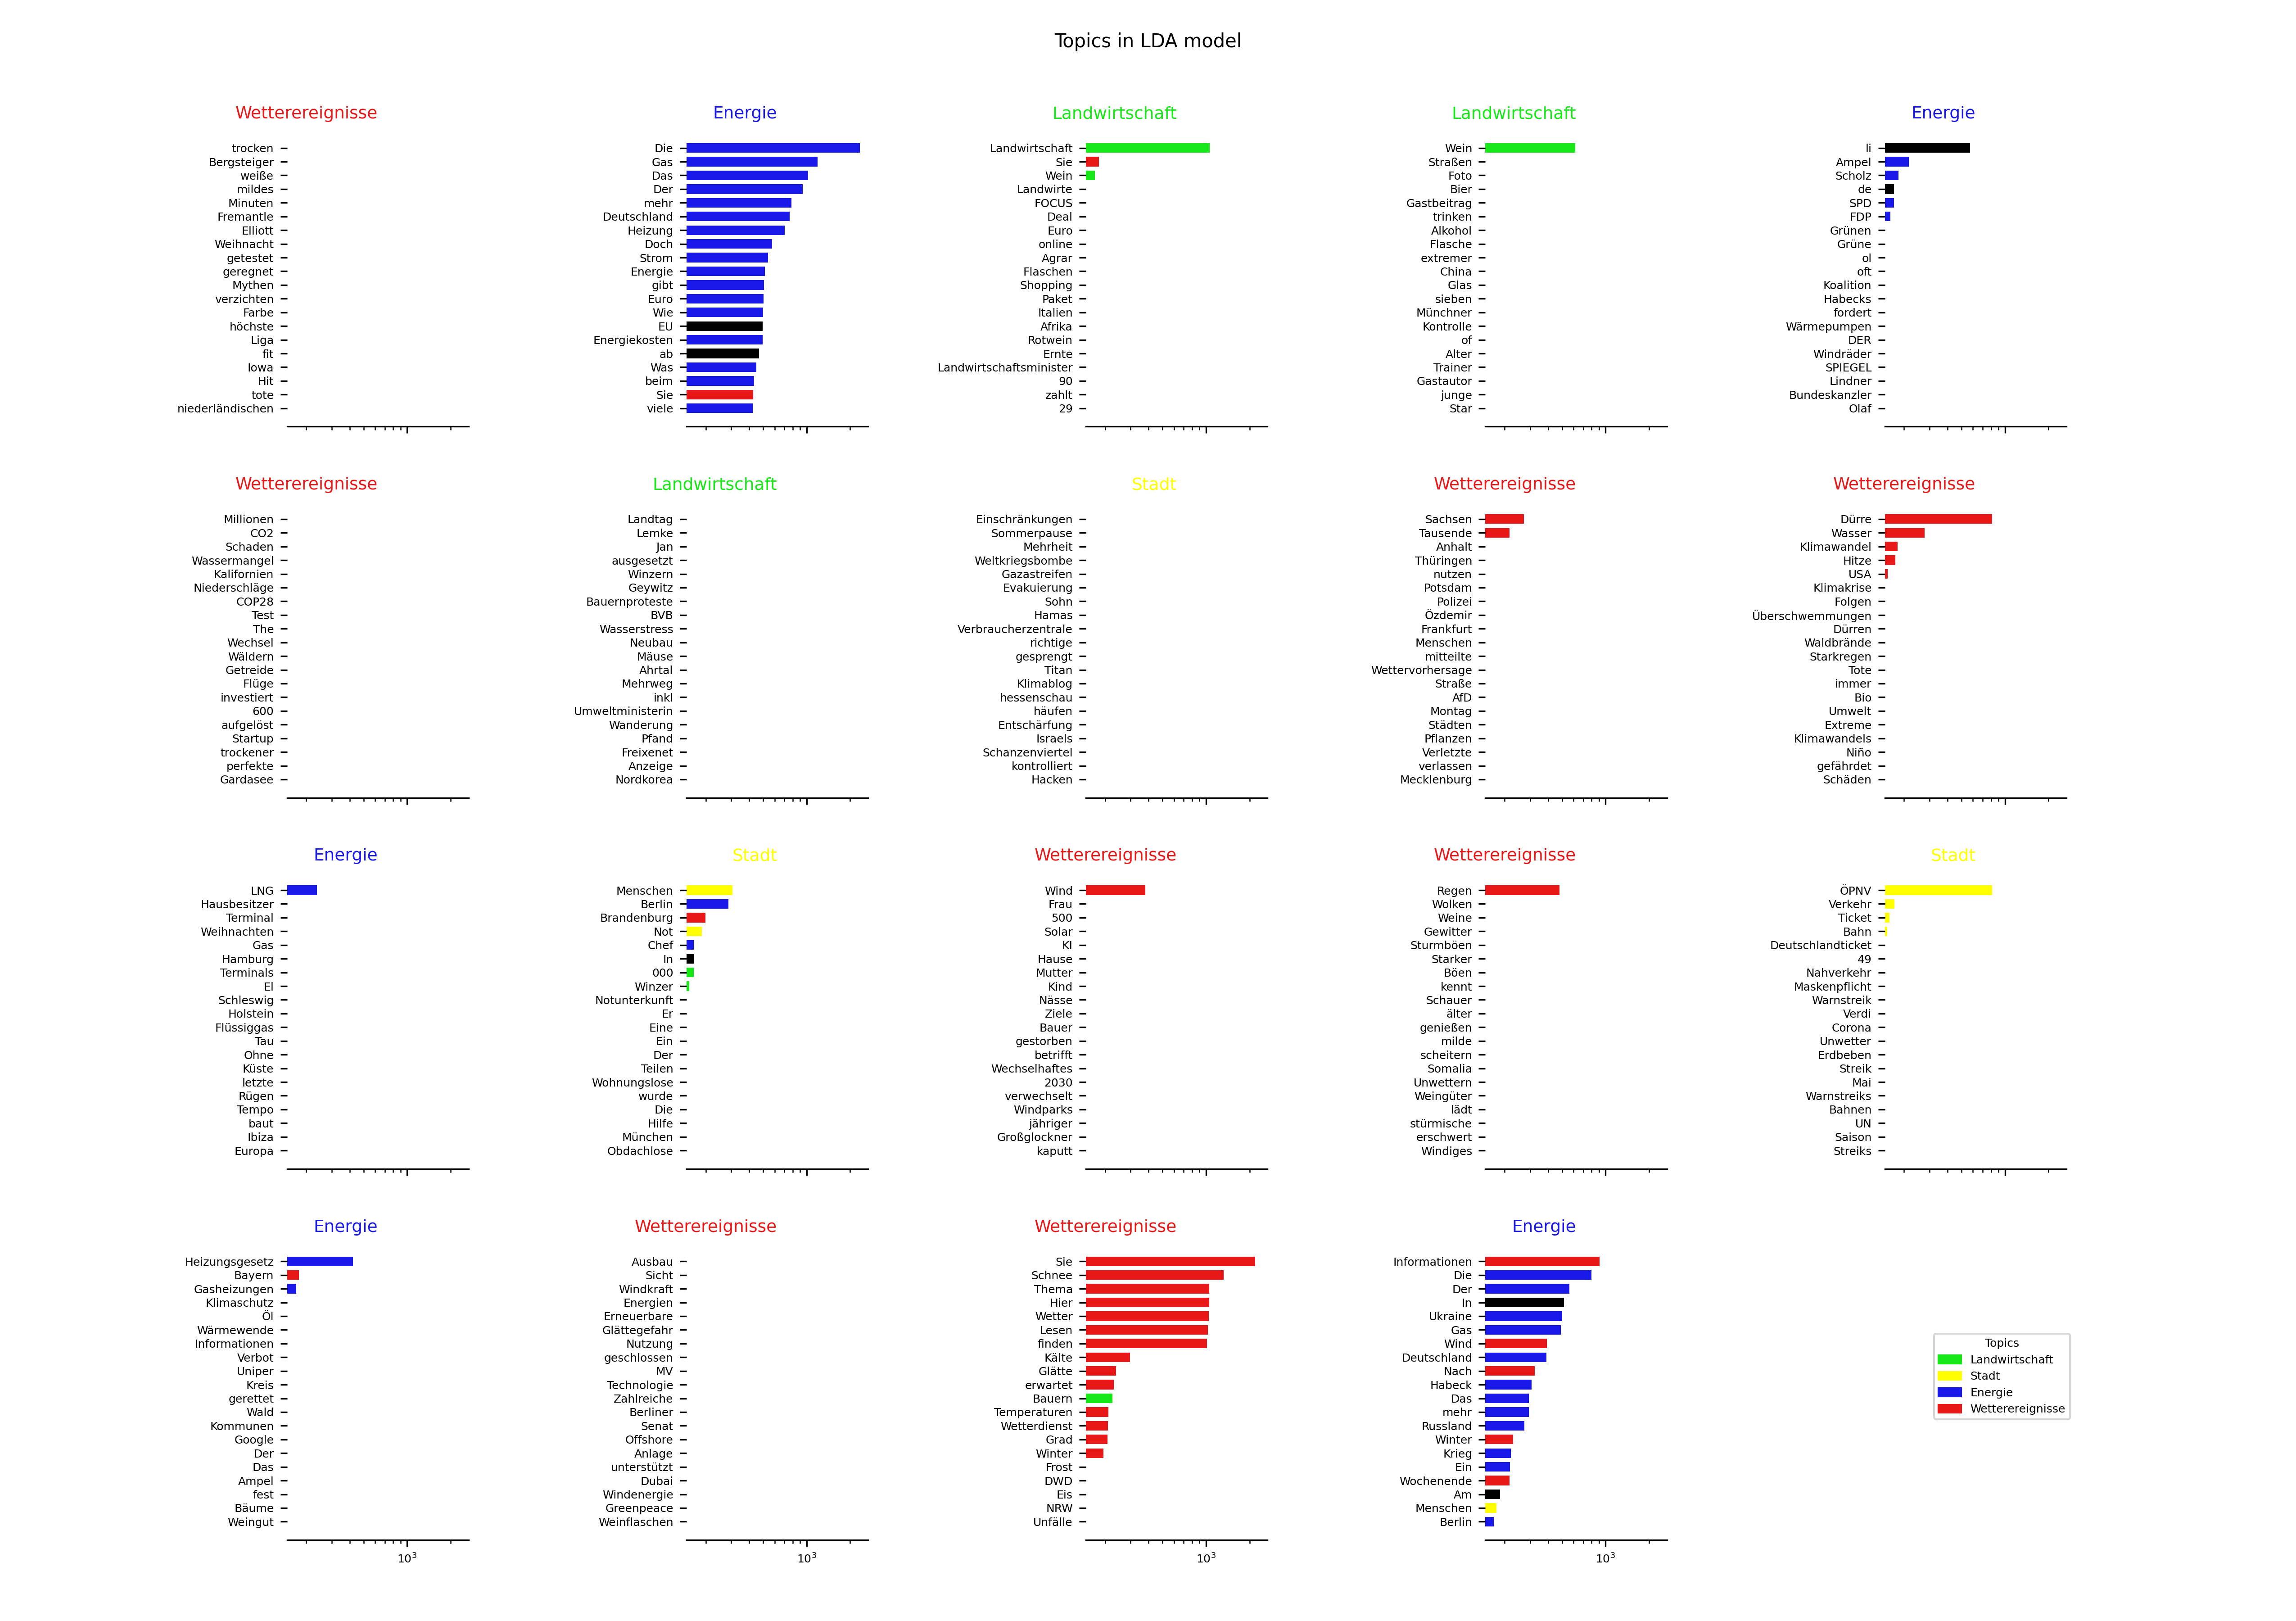 Topics in LDA model
Wetterereignisse
trocken
Bergsteiger
weiße
mildes
Minuten
Fremantle
Elliott
Weihnacht
getestet
geregnet
Mythen
verzichten
Farbe
höchste
Liga
fit
Iowa
Hit
tote
niederländischen
Energie
Die
Gas
Das
Der
mehr
Deutschland
Heizung
Doch
Strom
Energie
gibt
Euro
Wie
EU
Energiekosten
ab
Was
beim
Sie
viele
Landwirtschaft
Landwirtschaft
Sie
Wein
Landwirte
FOCUS
Deal
Euro
online
Agrar
Flaschen
Shopping
Paket
Italien
Afrika
Rotwein
Ernte
Landwirtschaftsminister
90
zahlt
29
Landwirtschaft
Wein
Straßen
Foto
Bier
Gastbeitrag
trinken
Alkohol
Flasche
extremer
China
Glas
sieben
Münchner
Kontrolle
of
Alter
Trainer
Gastautor
junge
Star
Energie
li
Ampel
Scholz
de
SPD
FDP
Grünen
Grüne
ol
oft
Koalition
Habecks
fordert
Wärmepumpen
DER
Windräder
SPIEGEL
Lindner
Bundeskanzler
Olaf
Wetterereignisse
Millionen
CO2
Schaden
Wassermangel
Kalifornien
Niederschläge
COP28
Test
The
Wechsel
Wäldern
Getreide
Flüge
investiert
600
aufgelöst
Startup
trockener
perfekte
Gardasee
Landwirtschaft
Landtag
Lemke
Jan
ausgesetzt
Winzern
Geywitz
Bauernproteste
BVB
Wasserstress
Neubau
Mäuse
Ahrtal
Mehrweg
inkl
Umweltministerin
Wanderung
Pfand
Freixenet
Anzeige
Nordkorea
Stadt
Einschränkungen
Sommerpause
Mehrheit
Weltkriegsbombe
Gazastreifen
Evakuierung
Sohn
Hamas
Verbraucherzentrale
richtige
gesprengt
Titan
Klimablog
hessenschau
häufen
Entschärfung
Israels
Schanzenviertel
kontrolliert
Hacken
Wetterereignisse
Sachsen
Tausende
Anhalt
Thüringen
nutzen
Potsdam
Polizei
Özdemir
Frankfurt
Menschen
mitteilte
Wettervorhersage
Straße
AfD
Montag
Städten
Pflanzen
Verletzte
verlassen
Mecklenburg
Wetterereignisse
Dürre
Wasser
Klimawandel
Hitze
USA
Klimakrise
Folgen
Überschwemmungen
Dürren
Waldbrände
Starkregen
Tote
immer
Bio
Umwelt
Extreme
Klimawandels
Niño
gefährdet
Schäden
Energie
LNG
Hausbesitzer
Terminal
Weihnachten
Gas
Hamburg
Terminals
El
Schleswig
Holstein
Flüssiggas
Tau
Ohne
Küste
letzte
Rügen
Tempo
baut
Ibiza
Europa
Stadt
Menschen
Berlin
Brandenburg
Not
Chef
In
000
Winzer
Notunterkunft
Er
Eine
Ein
Der
Teilen
Wohnungslose
wurde
Die
Hilfe
München
Obdachlose
Wetterereignisse
Wind
Frau
500
Solar
KI
Hause
Mutter
Kind
Nässe
Ziele
Bauer
gestorben
betrifft
Wechselhaftes
2030
verwechselt
Windparks
jähriger
Großglockner
kaputt
Wetterereignisse
Regen
Wolken
Weine
Gewitter
Sturmböen
Starker
Böen
kennt
Schauer
älter
genießen
milde
scheitern
Somalia
Unwettern
Weingüter
lädt
stürmische
erschwert
Windiges
Stadt
ÖPNV
Verkehr
Ticket
Bahn
Deutschlandticket
49
Nahverkehr
Maskenpflicht
Warnstreik
Verdi
Corona
Unwetter
Erdbeben
Streik
Mai
Warnstreiks
Bahnen
UN
Saison
Streiks
Energie
Heizungsgesetz
Bayern
Gasheizungen
Klimaschutz
Öl
Wärmewende
Informationen
Verbot
Uniper
Kreis
gerettet
Wald
Kommunen
Google
Der
Das
Ampel
fest
Bäume
Weingut
10³
Wetterereignisse
Ausbau
Sicht
Windkraft
Energien
Erneuerbare
Glättegefahr
Nutzung
geschlossen
MV
Technologie
Zahlreiche
Berliner
Senat
Offshore
Anlage
unterstützt
Dubai
Windenergie
Greenpeace
Weinflaschen
10³
Wetterereignisse
Sie
Schnee
Thema
Hier
Wetter
Lesen
finden
Kälte
Glätte
erwartet
Bauern
Temperaturen
Wetterdienst
Grad
Winter
Frost
DWD
Eis
NRW
Unfälle
10³
Energie
Informationen
Die
Der
In
Ukraine
Gas
Wind
Deutschland
Nach
Habeck
Das
mehr
Russland
Winter
Krieg
Ein
Wochenende
Am
Menschen
Berlin
10³
Topics
Landwirtschaft
Stadt
Energie
Wetterereignisse